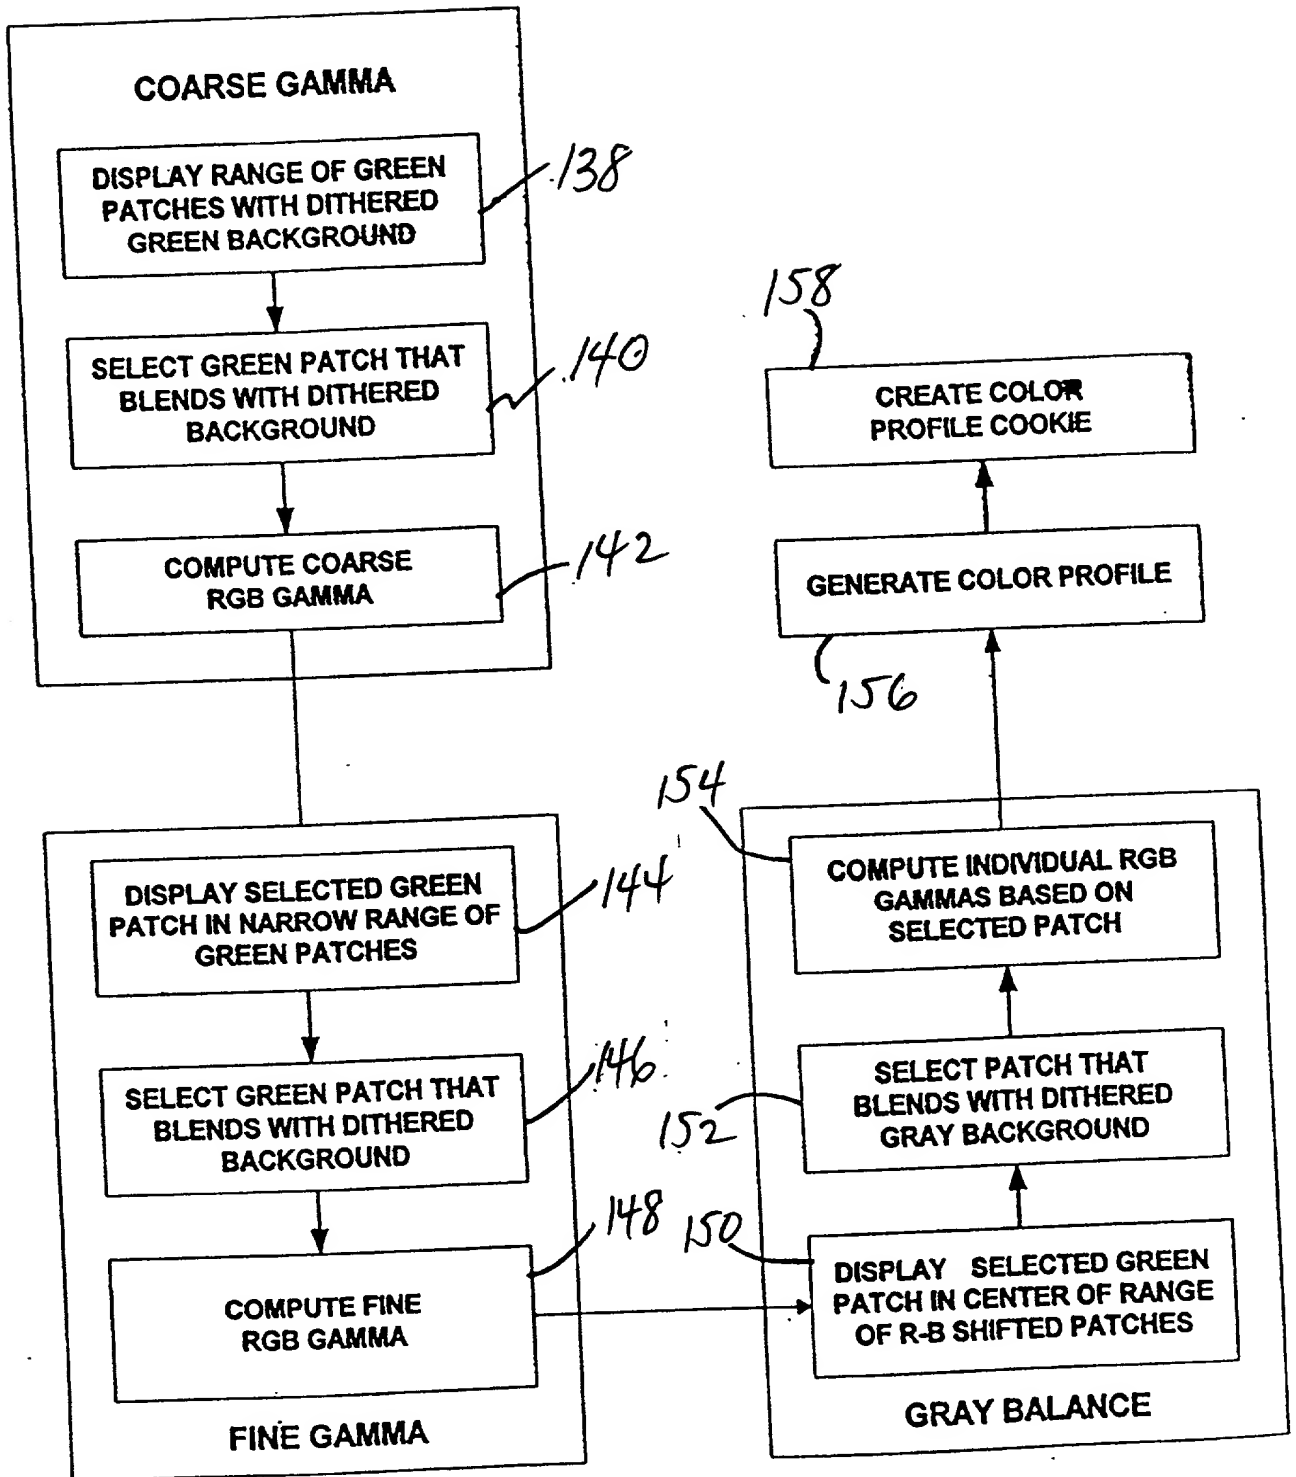 COARSE GAMMA
DISPLAY RANGE OF GREEN
PATCHES WITH DITHERED
GREEN BACKGROUND
138
SELECT GREEN PATCH THAT
BLENDS WITH DITHERED
BACKGROUND
140
COMPUTE COARSE
RGB GAMMA
142
DISPLAY SELECTED GREEN
PATCH IN NARROW RANGE OF
GREEN PATCHES
144
SELECT GREEN PATCH THAT
BLENDS WITH DITHERED
BACKGROUND
146
COMPUTE FINE
RGB GAMMA
148
FINE GAMMA
150
DISPLAY SELECTED GREEN
PATCH IN CENTER OF RANGE
OF R-B SHIFTED PATCHES
GRAY BALANCE
152
SELECT PATCH THAT
BLENDS WITH DITHERED
GRAY BACKGROUND
154
COMPUTE INDIVIDUAL RGB
GAMMAS BASED ON
SELECTED PATCH
156
GENERATE COLOR PROFILE
158
CREATE COLOR
PROFILE COOKIE